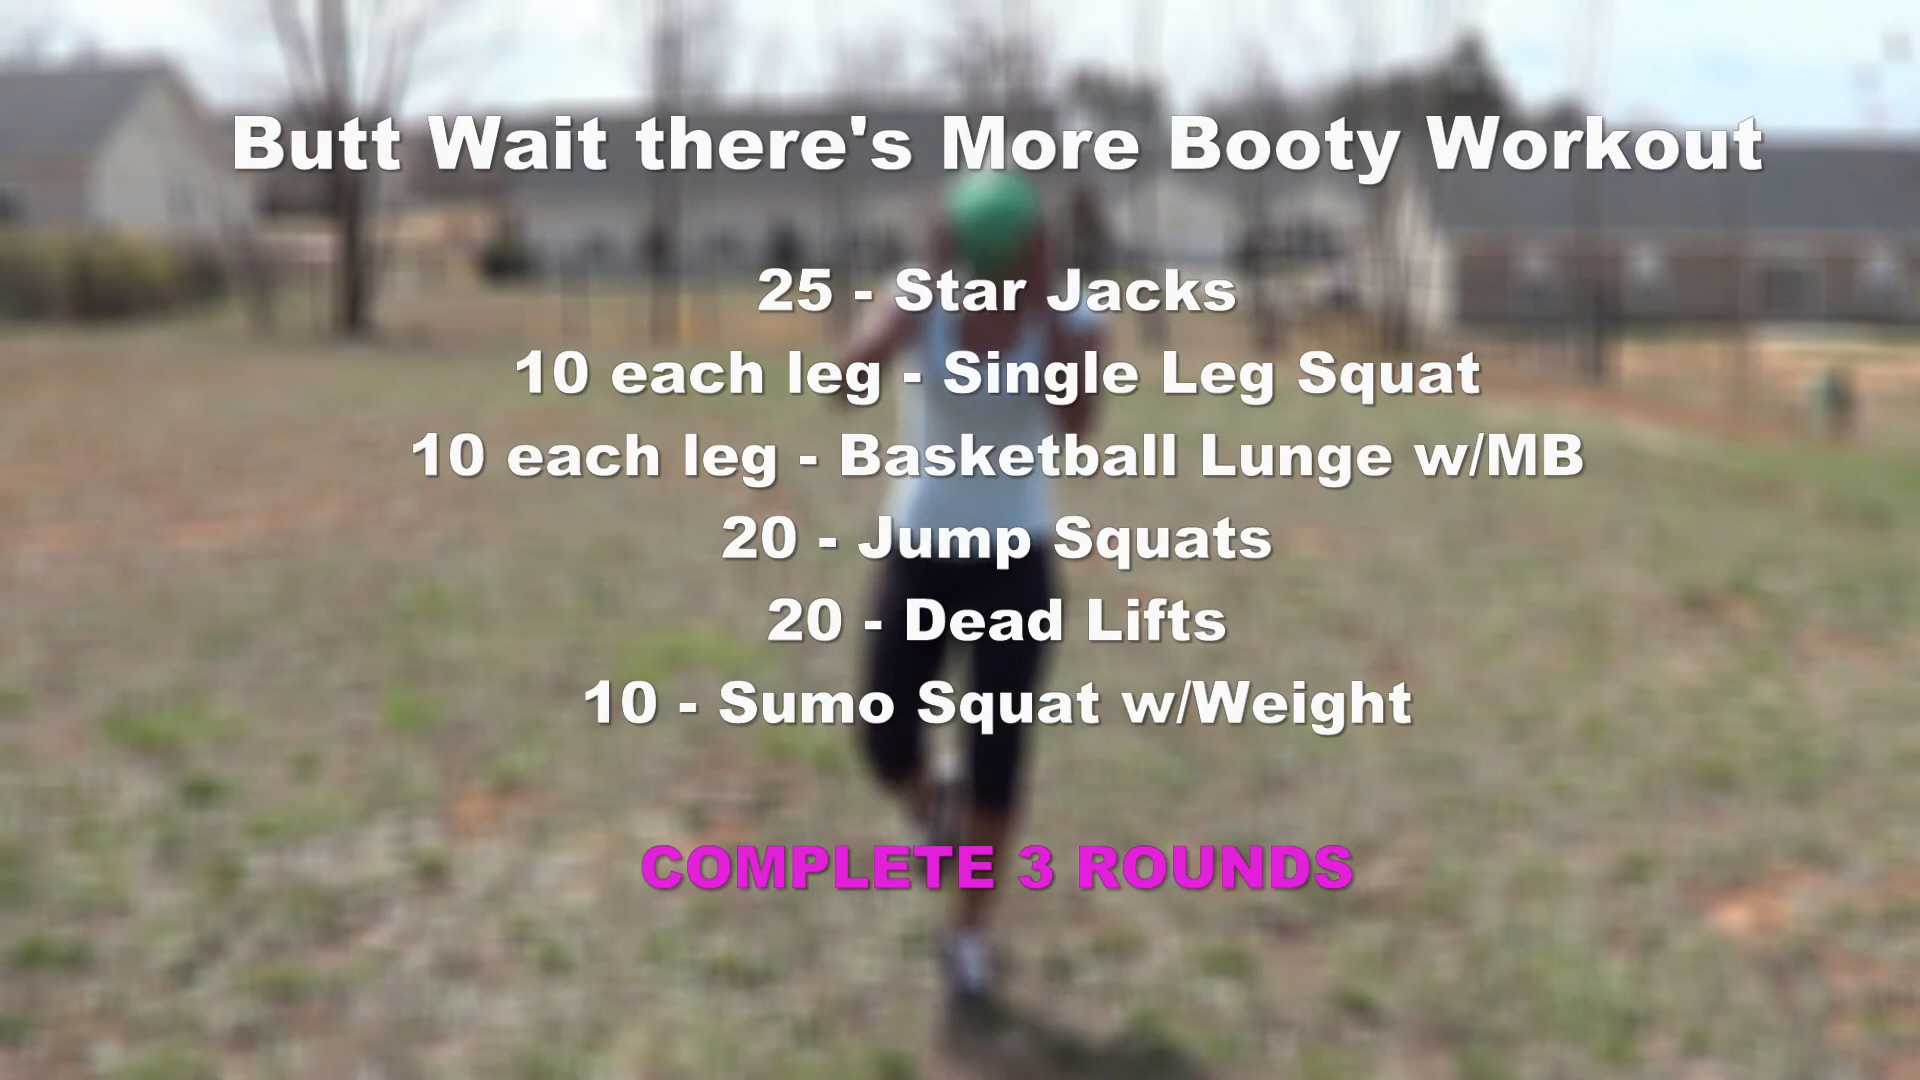 Butt Wait there's More Booty Workout
25 - Star Jacks
10 each leg - Single Leg Squat
10 each leg - Basketball Lunge w/MB
20 - Jump Squats
20 - Dead Lifts
10 - Sumo Squat w/Weight
COMPLETE 3 ROUNDS